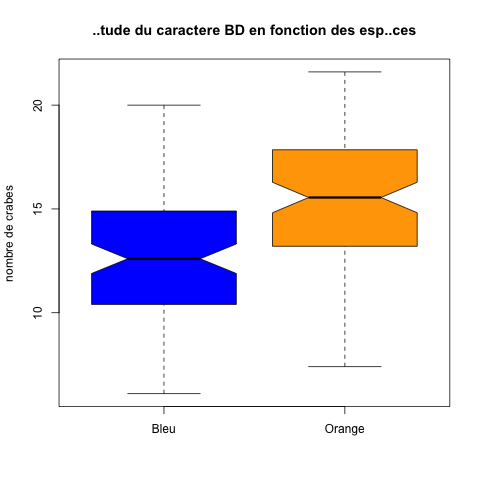 ..tude du caractere BD en fonction des esp..ces
nombre de crabes
20
15
10
Bleu
Orange